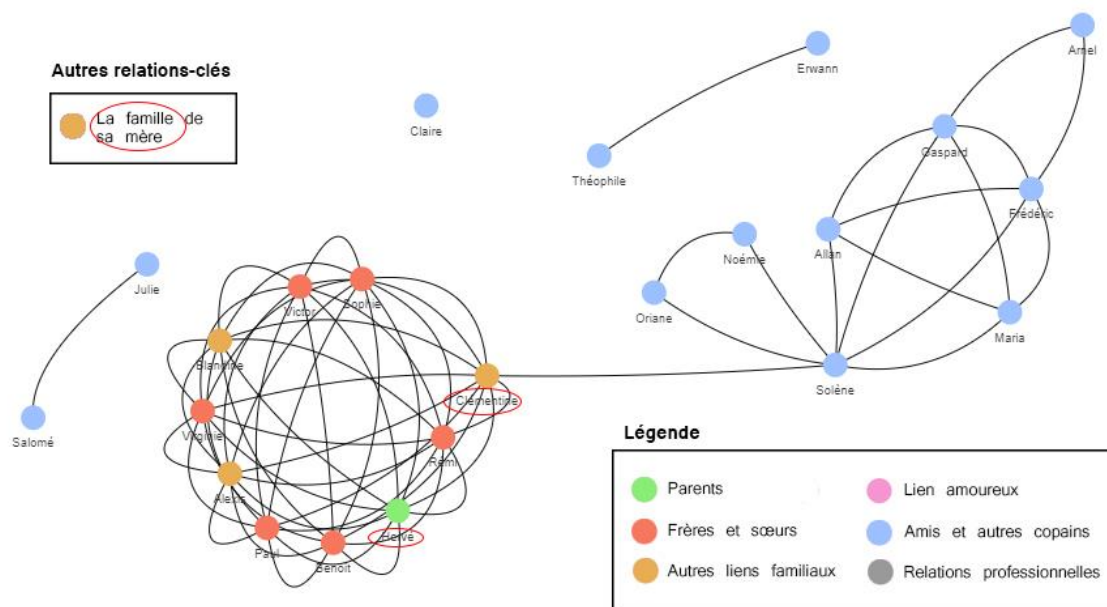 Autres relations-clés
La famille de
sa mère
Claire
Erwann
Arnel
Théophile
Gaspard
Frédéric
Allan
Noémie
Julie
Oriane
Maria
Victor
Sophie
Blandine
Solène
Clémentine
Virginie
Salomé
Rémi
Alexis
Hervé
Paul
Benoit
Légende
Parents
Lien amoureux
Frères et sœurs
Amis et autres copains
Autres liens familiaux
Relations professionnelles